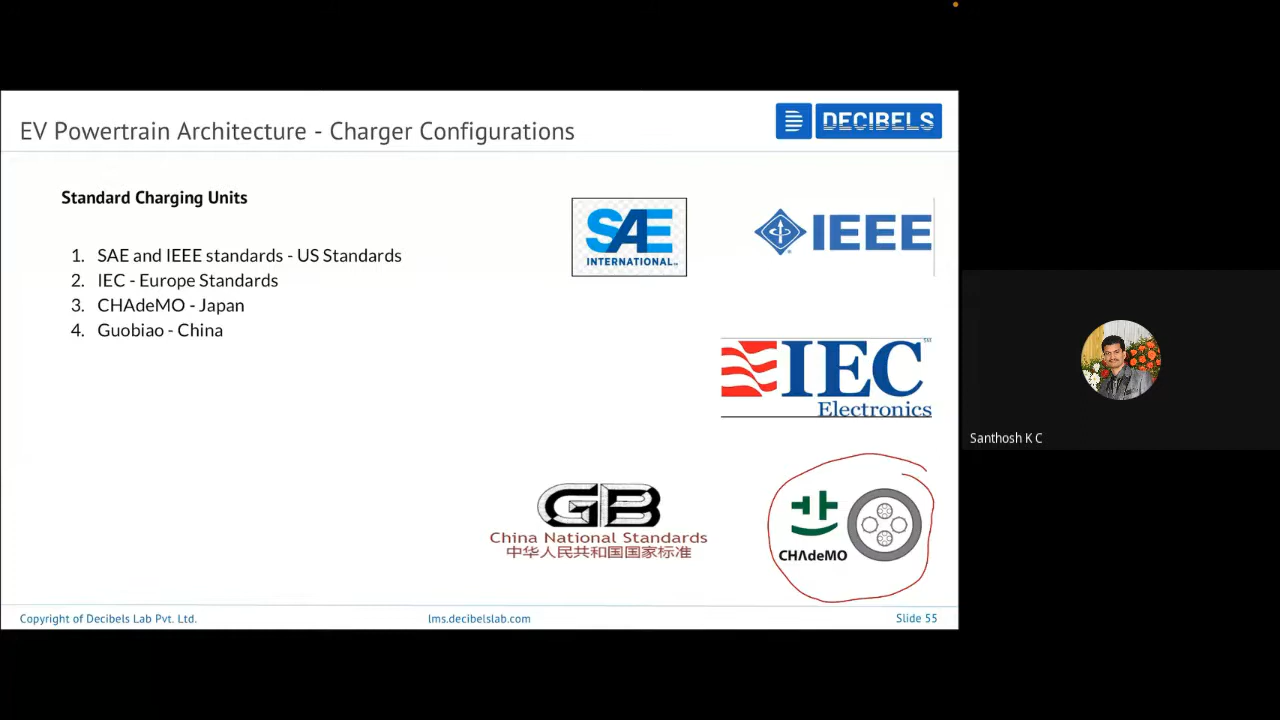 EV Powertrain Architecture - Charger Configurations
DECIBELS
Standard Charging Units
1. SAE and IEEE standards - US Standards
2. IEC - Europe Standards
3. CHAdeMO - Japan
4. Guobiao - China
SAE
INTERNATIONAL
IEEE
IEC
Electronics
GB
China National Standards
中华人民共和国国家标准
CHΛdeMO
Santhosh K C
Copyright of Decibels Lab Pvt. Ltd.
lms.decibelslab.com
Slide 55